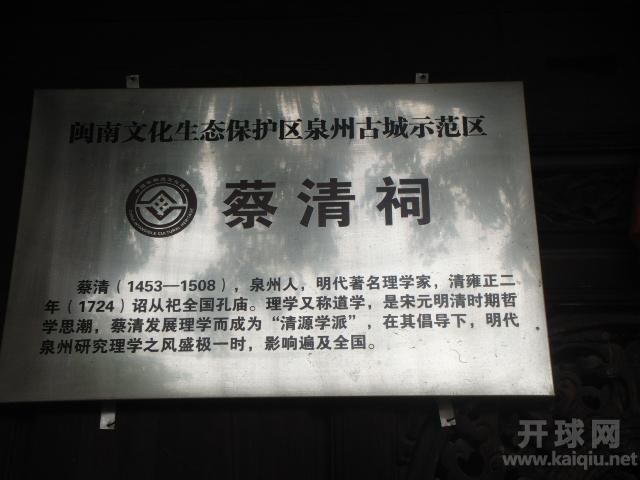 闽南文化生态保护区泉州古城示范区
蔡清祠
蔡清（1453—1508），泉州人，明代著名理学家，清雍正二
年（1724）诏从祀全国孔庙。理学又称道学，是宋元明清时期哲
学思潮，蔡清发展理学而成为“清源学派”，在其倡导下，明代
泉州研究理学之风盛极一时，影响遍及全国。
开球网
www.kaiqiu.net